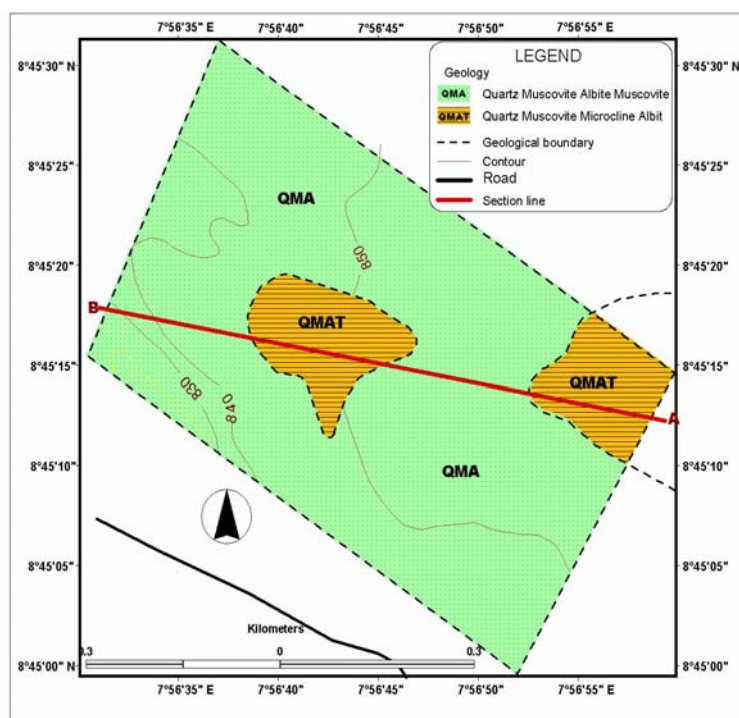 7°56'35" E 7°56'40" 7°56'45" 7°56'50" 7°56'55"
8°45'30" N 8°45'30" N
LEGEND
Geology
QMA Quartz Muscovite Albite Muscovite
QMAT Quartz Muscovite Microcline Albit
Geological boundary
Contour
Road
Section line
8°45'25" 8°45'25"
QMA
850
8°45'20" 8°45'20"
B
QMAT
8°45'15" 8°45'15"
QMAT
830
840
A
8°45'10" 8°45'10"
QMA
8°45'05" 8°45'05"
Kilometers
0.3 0 0.3
8°45'00" N 8°45'00" N
7°56'35" E 7°56'40" E 7°56'45" E 7°56'50" E 7°56'55" E